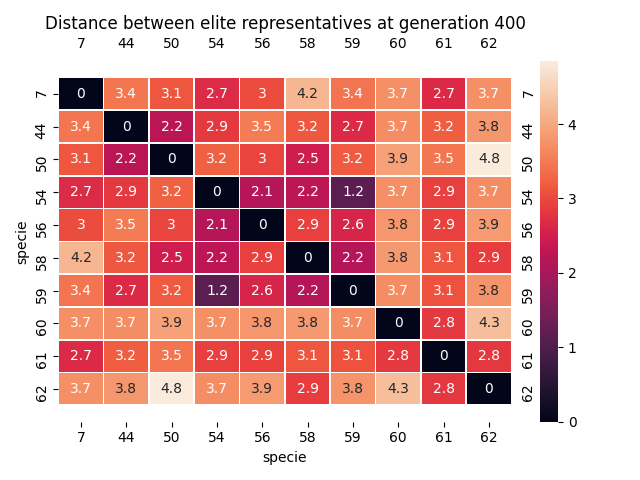 Distance between elite representatives at generation 400
7 44 50 54 56 58 59 60 61 62
7 0 3.4 3.1 2.7 3 4.2 3.4 3.7 2.7 3.7 7
44 3.4 0 2.2 2.9 3.5 3.2 2.7 3.7 3.2 3.8 44
50 3.1 2.2 0 3.2 3 2.5 3.2 3.9 3.5 4.8 50
54 2.7 2.9 3.2 0 2.1 2.2 1.2 3.7 2.9 3.7 54
56 3 3.5 3 2.1 0 2.9 2.6 3.8 2.9 3.9 56
58 4.2 3.2 2.5 2.2 2.9 0 2.2 3.8 3.1 2.9 58
59 3.4 2.7 3.2 1.2 2.6 2.2 0 3.7 3.1 3.8 59
60 3.7 3.7 3.9 3.7 3.8 3.8 3.7 0 2.8 4.3 60
61 2.7 3.2 3.5 2.9 2.9 3.1 3.1 2.8 0 2.8 61
62 3.7 3.8 4.8 3.7 3.9 2.9 3.8 4.3 2.8 0 62
7 44 50 54 56 58 59 60 61 62
specie
specie
4
3
2
1
0